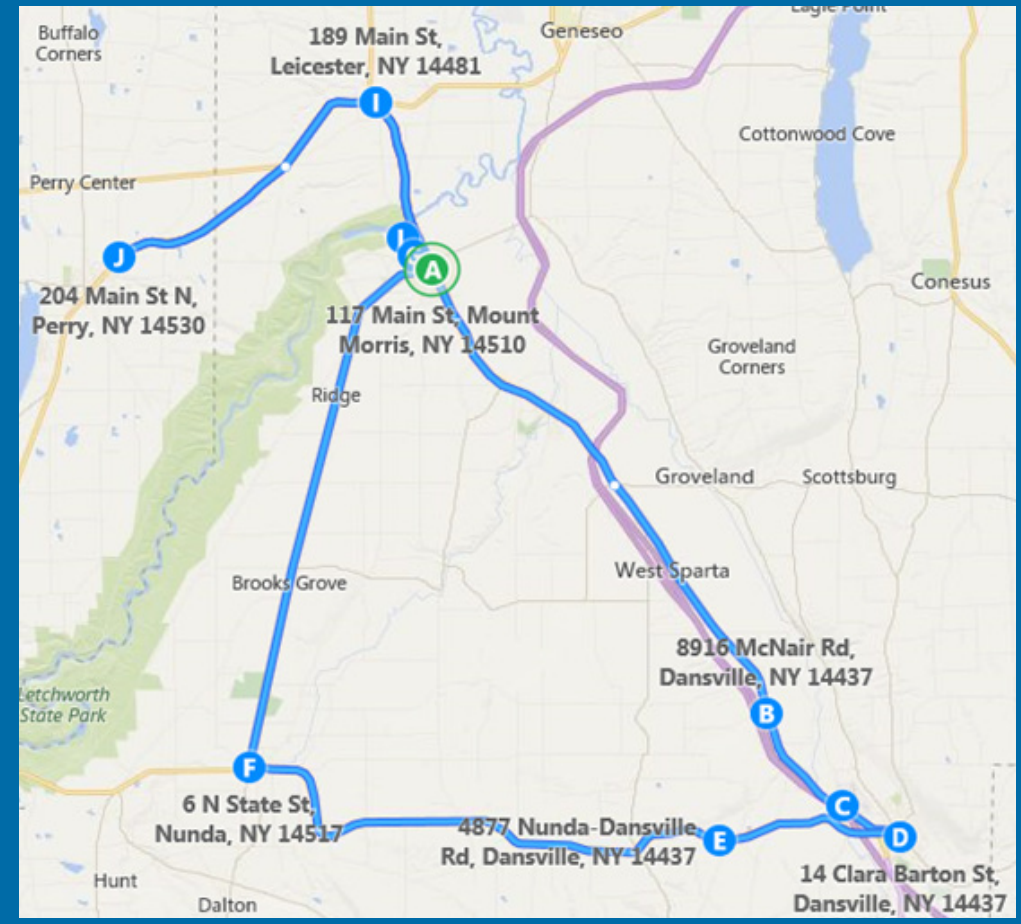 Eagle Point
Buffalo
Corners
189 Main St,
Leicester, NY 14481
Geneseo
I
Cottonwood Cove
Perry Center
J
A
204 Main St N,
Perry, NY 14530
117 Main St, Mount
Morris, NY 14510
Conesus
Groveland
Corners
Ridge
Groveland
Scottsburg
West Sparta
Brooks Grove
8916 McNair Rd,
Dansville, NY 14437
Letchworth
State Park
B
F
6 N State St,
Nunda, NY 14517
C
4877 Nunda-Dansville
Rd, Dansville, NY 14437
E
D
14 Clara Barton St,
Dansville, NY 14437
Hunt
Dalton